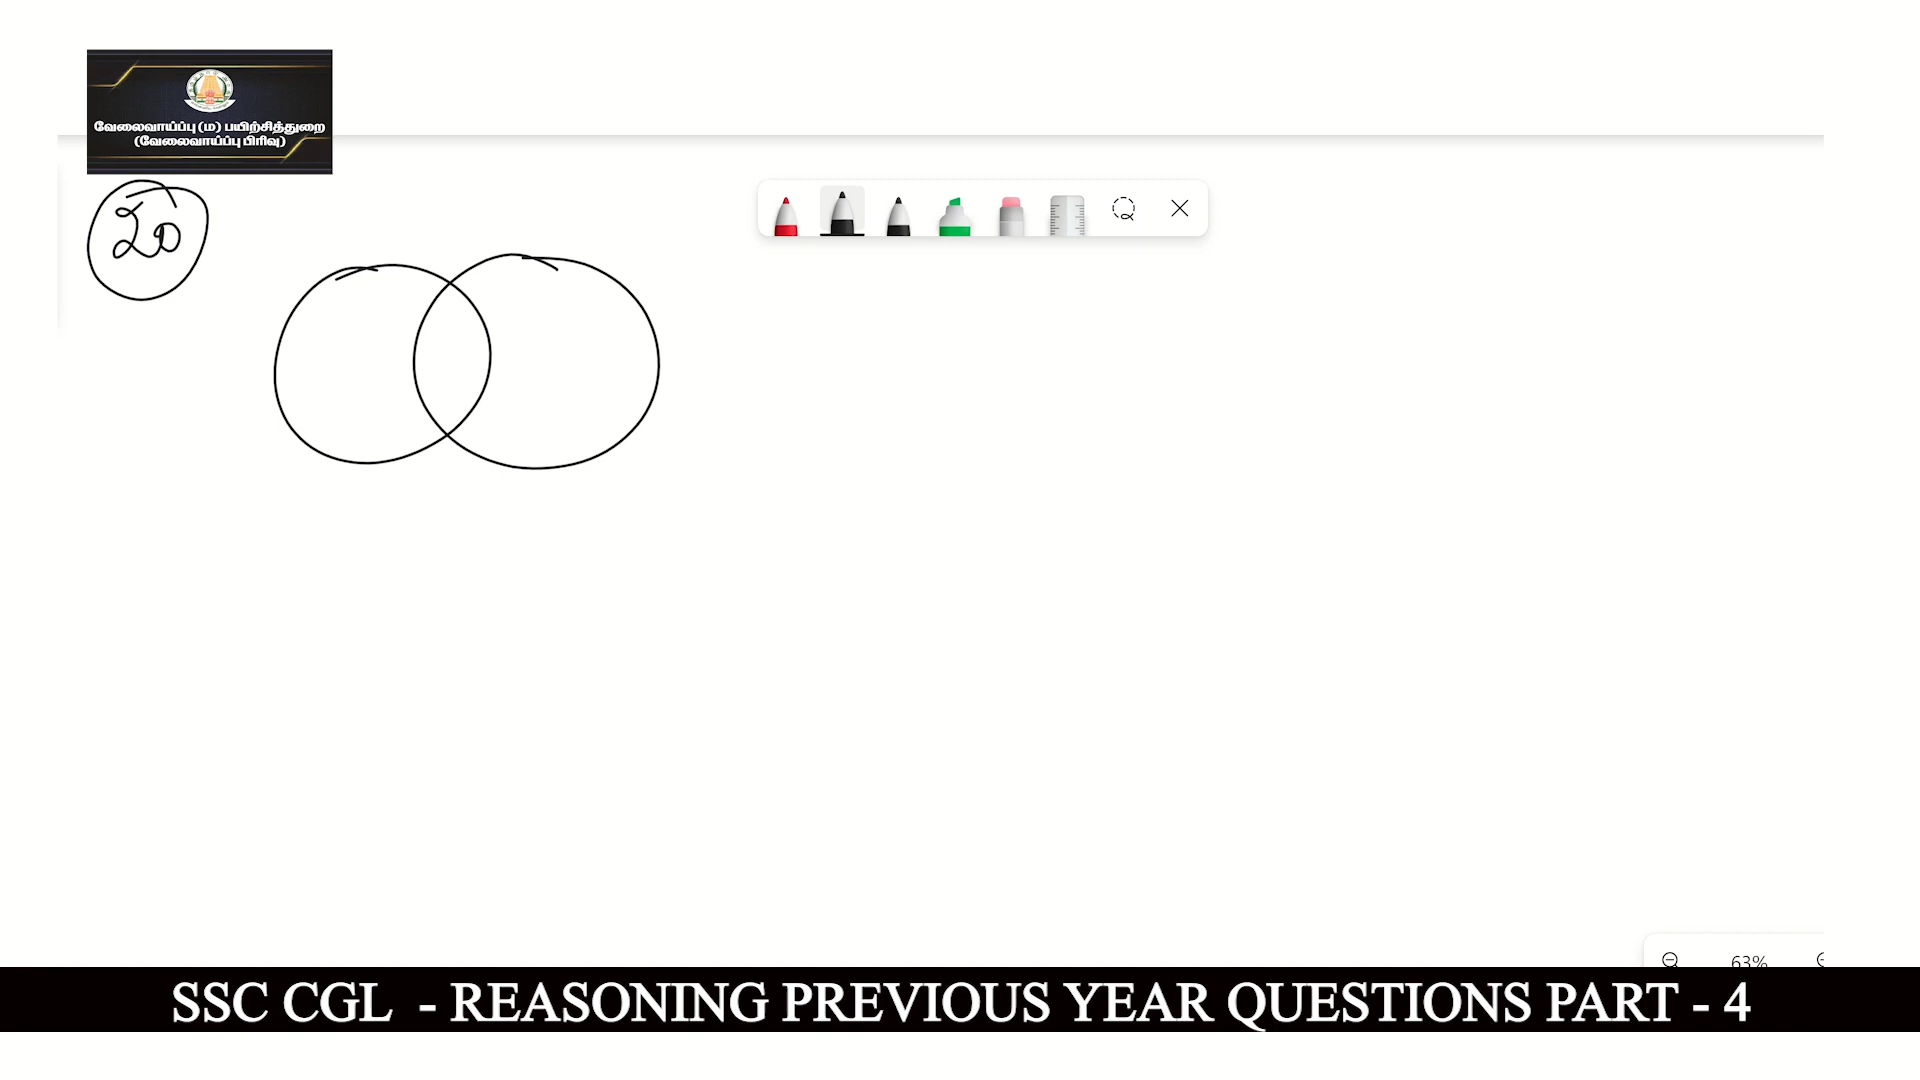 வேலைவாய்ப்பு (ம) பயிற்சித்துறை
(வேலைவாய்ப்பு பிரிவு)
20
63%
SSC CGL - REASONING PREVIOUS YEAR QUESTIONS PART - 4